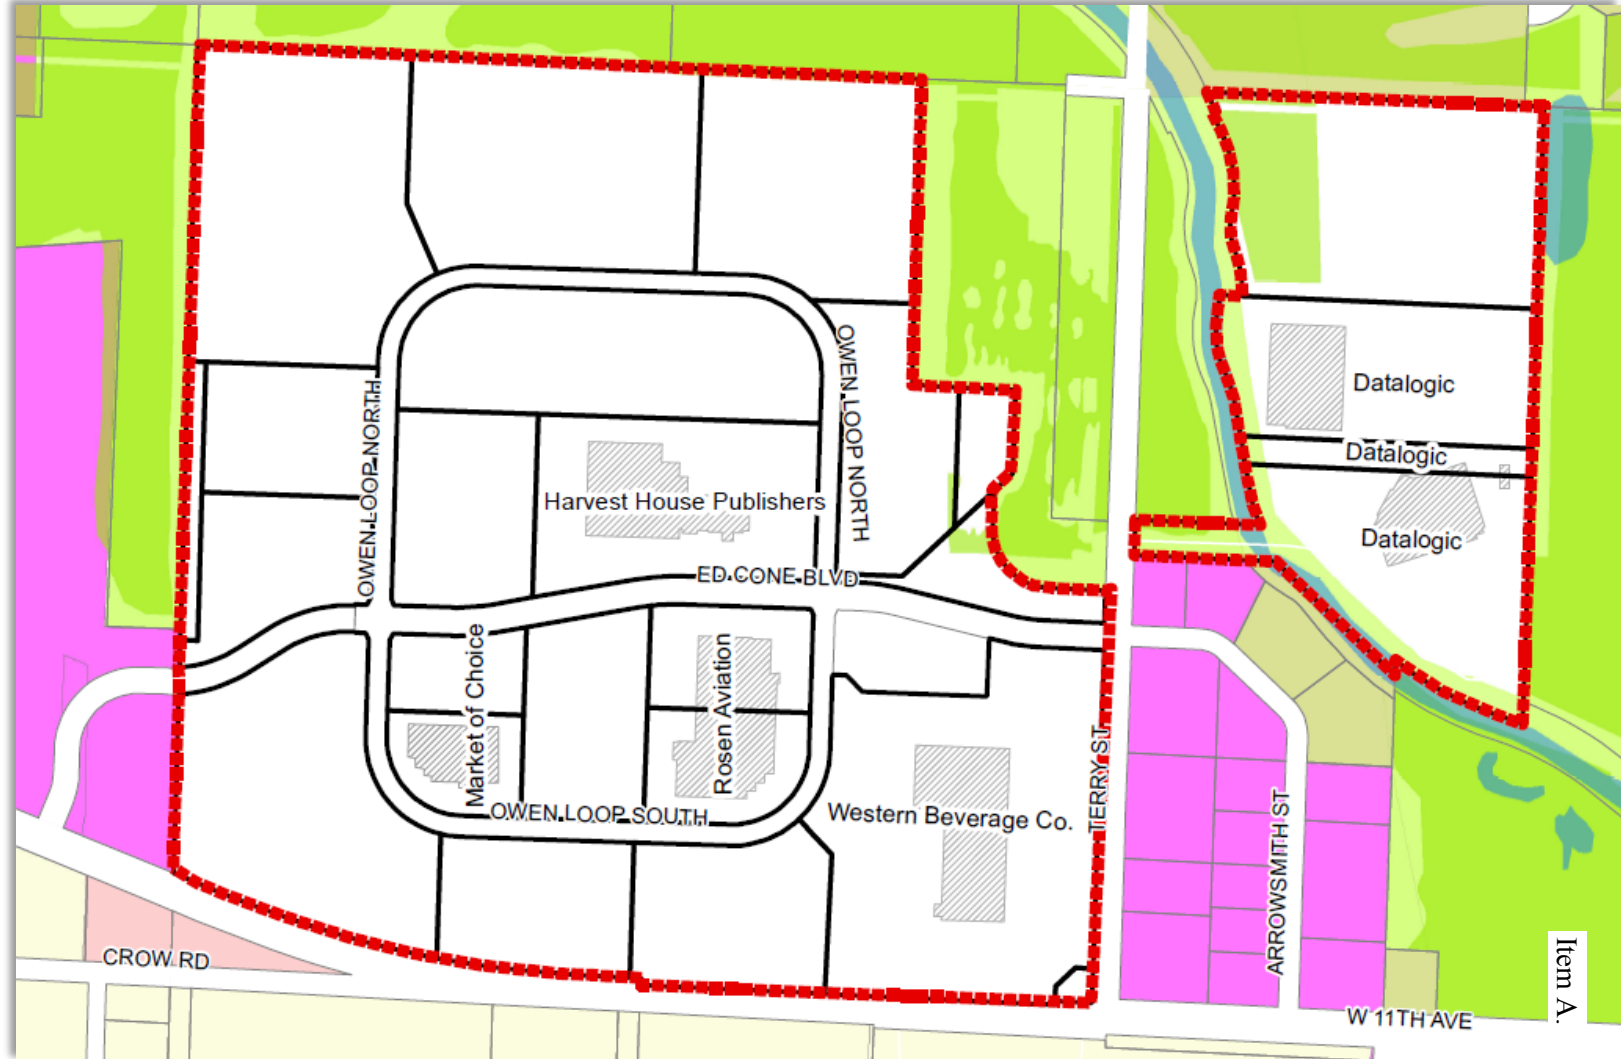 OWEN LOOP NORTH
OWEN LOOP NORTH
Datalogic
Datalogic
Datalogic
Harvest House Publishers
ED CONE BLVD
Market of Choice
Rosen Aviation
OWEN LOOP SOUTH
Western Beverage Co.
TERRY ST
ARROWSMITH ST
CROW RD
W 11TH AVE
Item A.